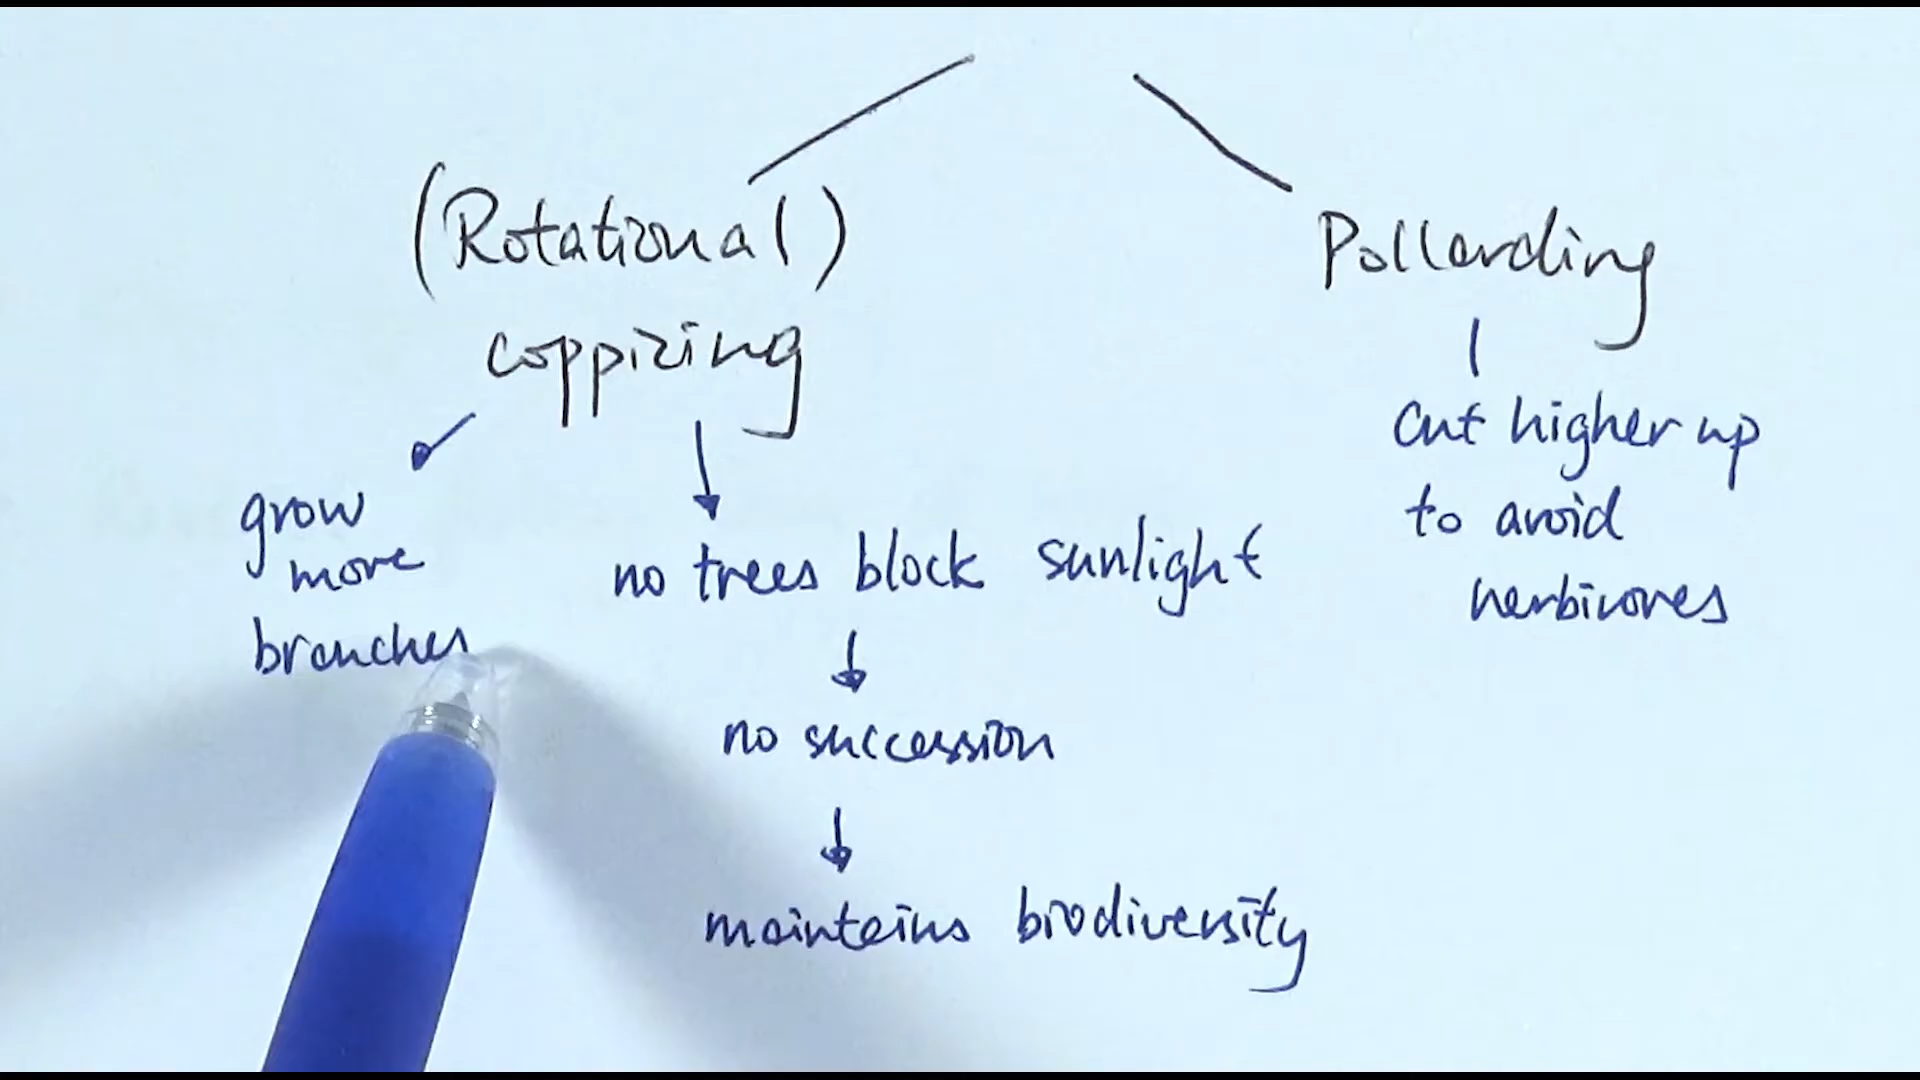 (Rotational)
coppizing
grow
more
branches
no trees block sunlight
no succession
maintains biodiversity
Pollarding
cut higher up
to avoid
herbivores